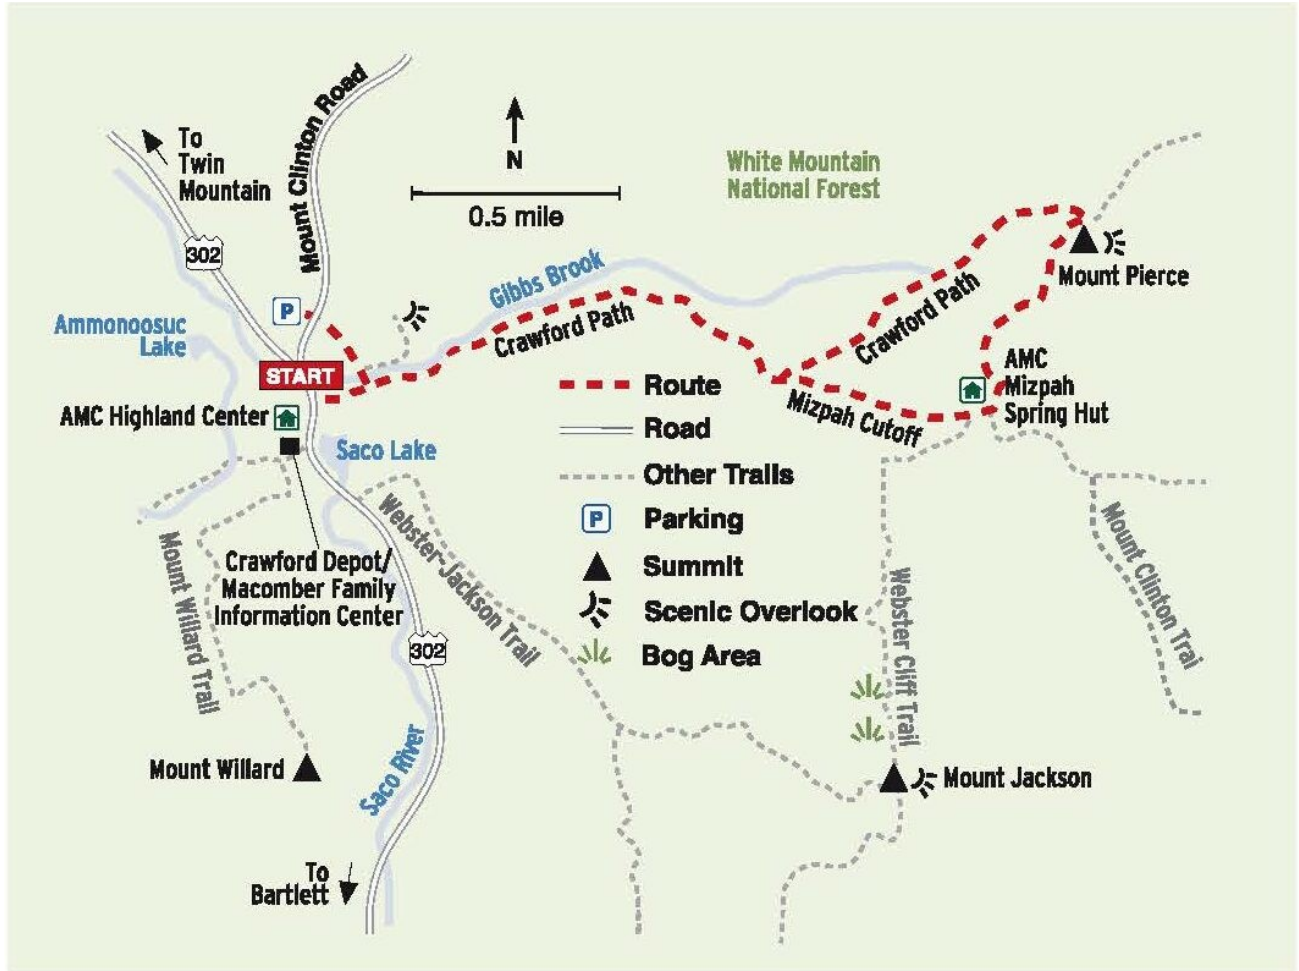 To
Twin
Mountain
302
Mount Clinton Road
N
0.5 mile
White Mountain
National Forest
Mount Pierce
Gibbs Brook
Crawford Path
Crawford Path
P
Ammonoosuc
Lake
START
AMC Highland Center
Saco Lake
AMC
Mizpah
Spring Hut
Mizpah Cutoff
Route
Road
Other Trails
P
Parking
Summit
Scenic Overlook
Bog Area
Crawford Depot/
Macomber Family
Information Center
Mount Willard Trail
Webster-Jackson Trail
302
Webster Cliff Trail
Mount Clinton Trai
Mount Willard
Saco River
Mount Jackson
To
Bartlett